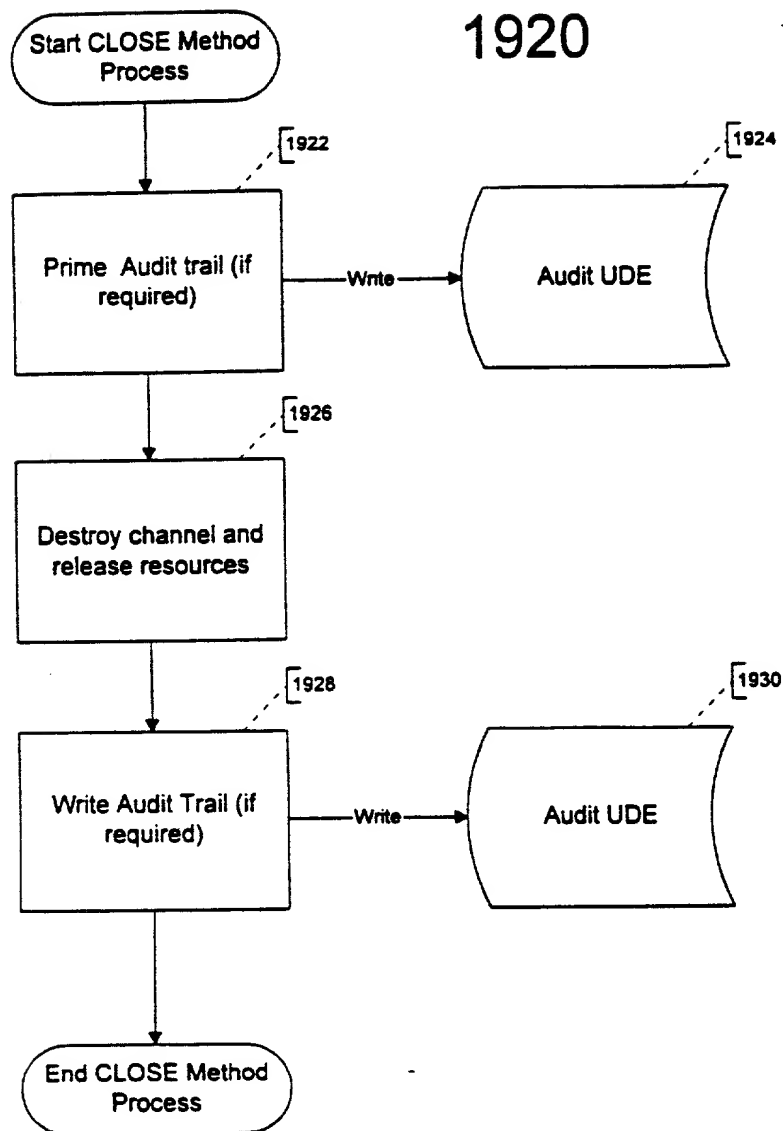 Start CLOSE Method
Process
1920
1922
1924
Prime Audit trail (if
required)
Write
Audit UDE
1926
Destroy channel and
release resources
1928
1930
Write Audit Trail (if
required)
Write
Audit UDE
End CLOSE Method
Process